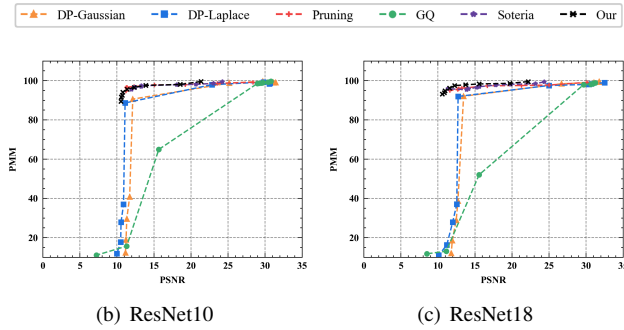 DP-Gaussian DP-Laplace Pruning GQ Soteria Our
100
80
60
40
20
PMM
0 5 10 15 20 25 30 35
PSNR
(b) ResNet10
100
80
60
40
20
PMM
0 5 10 15 20 25 30 35
PSNR
(c) ResNet18